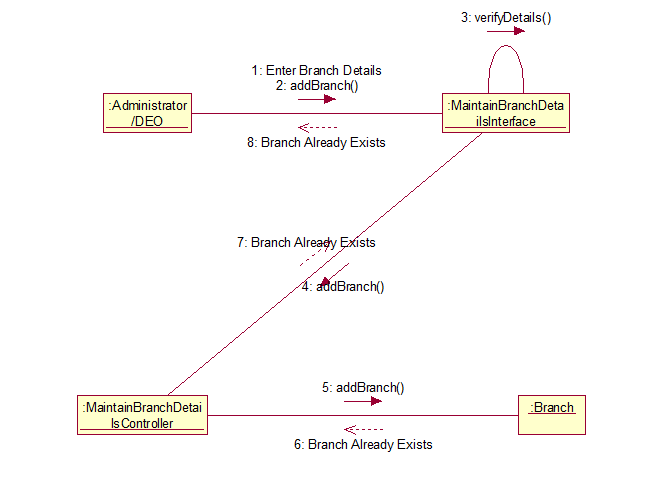 3: verifyDetails()
1: Enter Branch Details
2: addBranch()
:Administrator
/DEO
:MaintainBranchDeta
ilsInterface
8: Branch Already Exists
7: Branch Already Exists
4: addBranch()
5: addBranch()
:MaintainBranchDetai
lsController
:Branch
6: Branch Already Exists